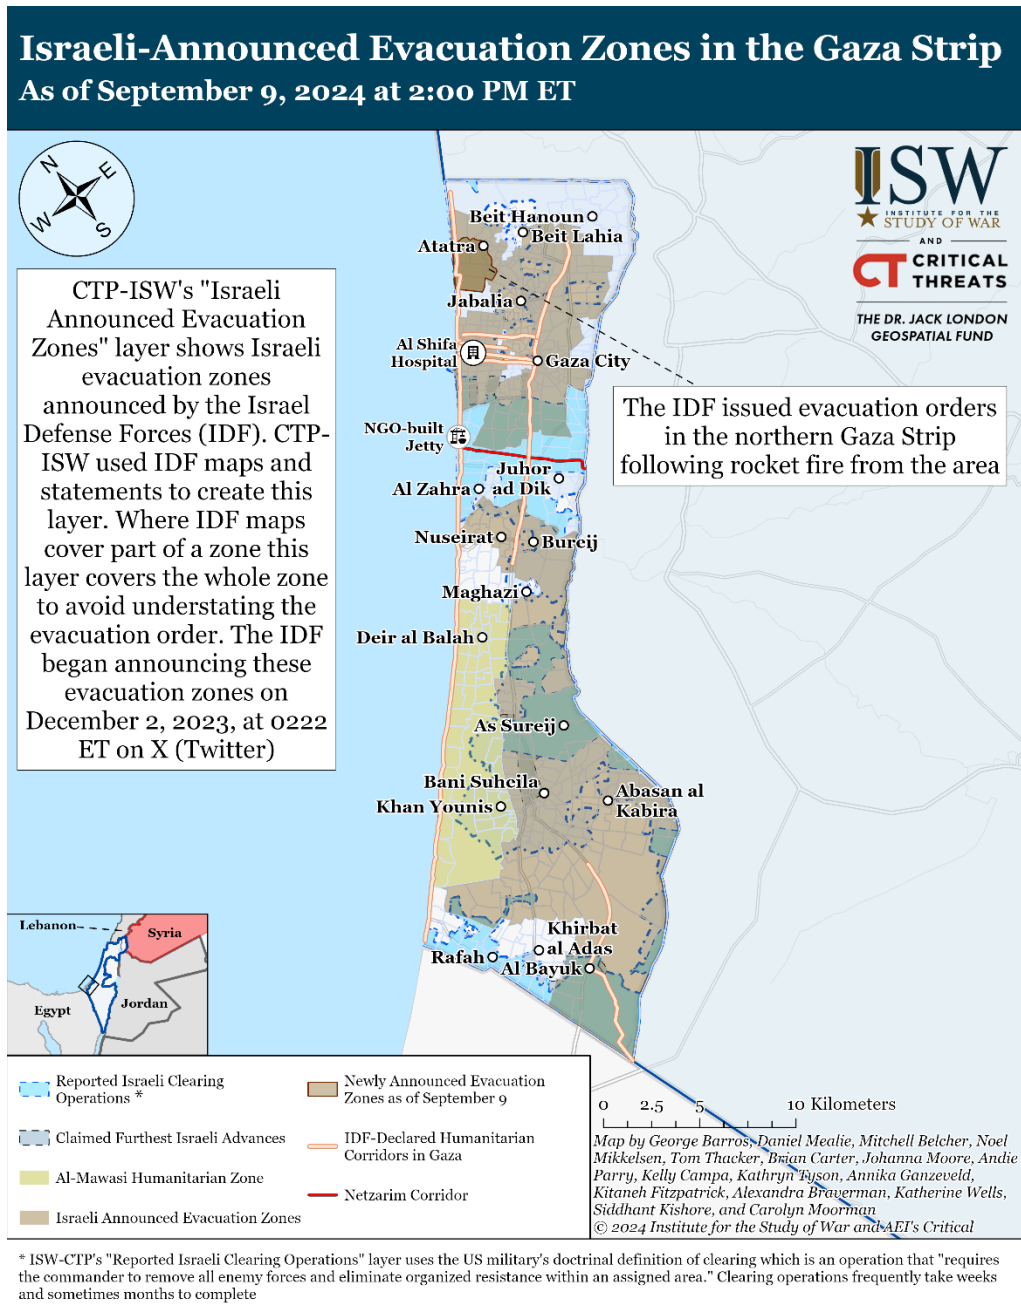 Israeli-Announced Evacuation Zones in the Gaza Strip
As of September 9, 2024 at 2:00 PM ET
N
E
W
S
ISW
INSTITUTE FOR THE
STUDY OF WAR
AND
CT CRITICAL
THREATS
THE DR. JACK LONDON
GEOSPATIAL FUND
CTP-ISW's "Israeli
Announced Evacuation
Zones" layer shows Israeli
evacuation zones
announced by the Israel
Defense Forces (IDF). CTP-
ISW used IDF maps and
statements to create this
layer. Where IDF maps
cover part of a zone this
layer covers the whole zone
to avoid understating the
evacuation order. The IDF
began announcing these
evacuation zones on
December 2, 2023, at 0222
ET on X (Twitter)
Beit Hanoun
Beit Lahia
Atatra
Jabalia
Al Shifa
Hospital
Gaza City
The IDF issued evacuation orders
in the northern Gaza Strip
following rocket fire from the area
NGO-built
Jetty
Juhor
ad Dik
Al Zahra
Nuseirat
Bureij
Maghazi
Deir al Balah
As Sureij
Bani Suheila
Abasan al
Kabira
Khan Younis
Khirbat
al Adas
Rafah
Al Bayuk
Lebanon
Syria
Egypt
Jordan
Reported Israeli Clearing
Operations *
Claimed Furthest Israeli Advances
Al-Mawasi Humanitarian Zone
Israeli Announced Evacuation Zones
Newly Announced Evacuation
Zones as of September 9
IDF-Declared Humanitarian
Corridors in Gaza
Netzarim Corridor
0 2.5 5 10 Kilometers
Map by George Barros, Daniel Mealie, Mitchell Belcher, Noel
Mikkelsen, Tom Thacker, Brian Carter, Johanna Moore, Andie
Parry, Kelly Campa, Kathryn Tyson, Annika Ganzeveld,
Kitaneh Fitzpatrick, Alexandra Braverman, Katherine Wells,
Siddhant Kishore, and Carolyn Moorman
© 2024 Institute for the Study of War and AEI's Critical
* ISW-CTP's "Reported Israeli Clearing Operations" layer uses the US military's doctrinal definition of clearing which is an operation that "requires
the commander to remove all enemy forces and eliminate organized resistance within an assigned area." Clearing operations frequently take weeks
and sometimes months to complete